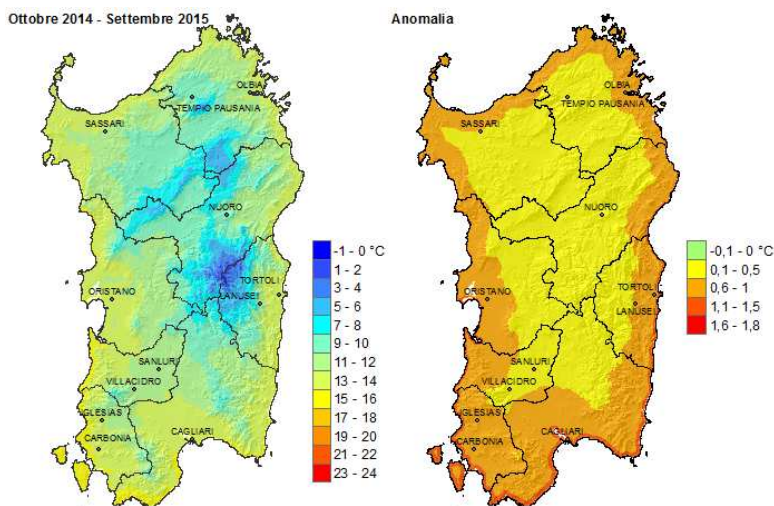 Ottobre 2014 - Settembre 2015
OLBIA
TEMPIO PAUSANIA
SASSARI
NUORO
ORISTANO
TORTOLI
LANUSEI
SANLURI
VILLACIDRO
IGLESIAS
CARBONIA
CAGLIARI
-1 - 0 °C
1 - 2
3 - 4
5 - 6
7 - 8
9 - 10
11 - 12
13 - 14
15 - 16
17 - 18
19 - 20
21 - 22
23 - 24
Anomalia
OLBIA
TEMPIO PAUSANIA
SASSARI
NUORO
ORISTANO
TORTOLI
LANUSEI
SANLURI
VILLACIDRO
IGLESIAS
CARBONIA
CAGLIARI
-0,1 - 0 °C
0,1 - 0,5
0,6 - 1
1,1 - 1,5
1,6 - 1,8